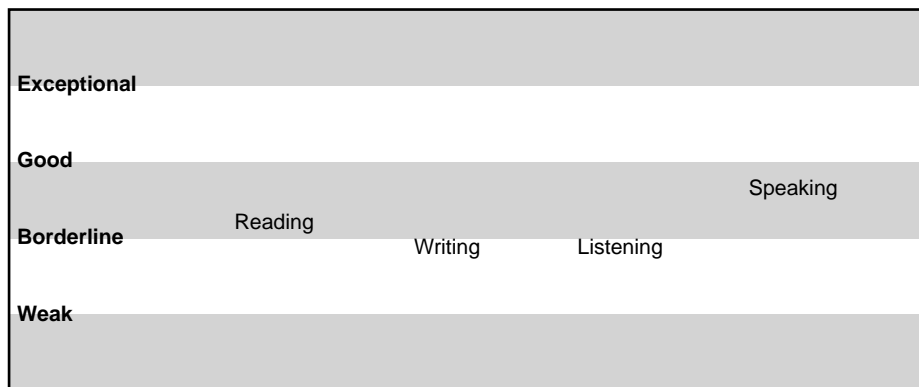 Exceptional
Good
Speaking
Reading
Borderline
Writing Listening
Weak